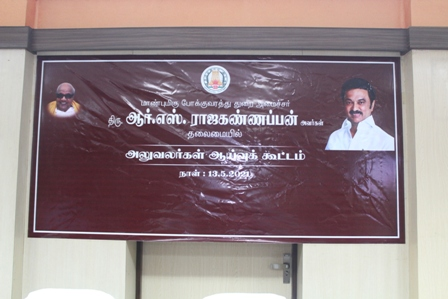 மாண்புமிகு போக்குவரத்து துறை அமைச்சர்
திரு. ஆர்.எஸ். ராஜகண்ணப்பன் அவர்கள்
தலைமையில்
அலுவலர்கள் ஆய்வுக் கூட்டம்
நாள் : 13.5.2021